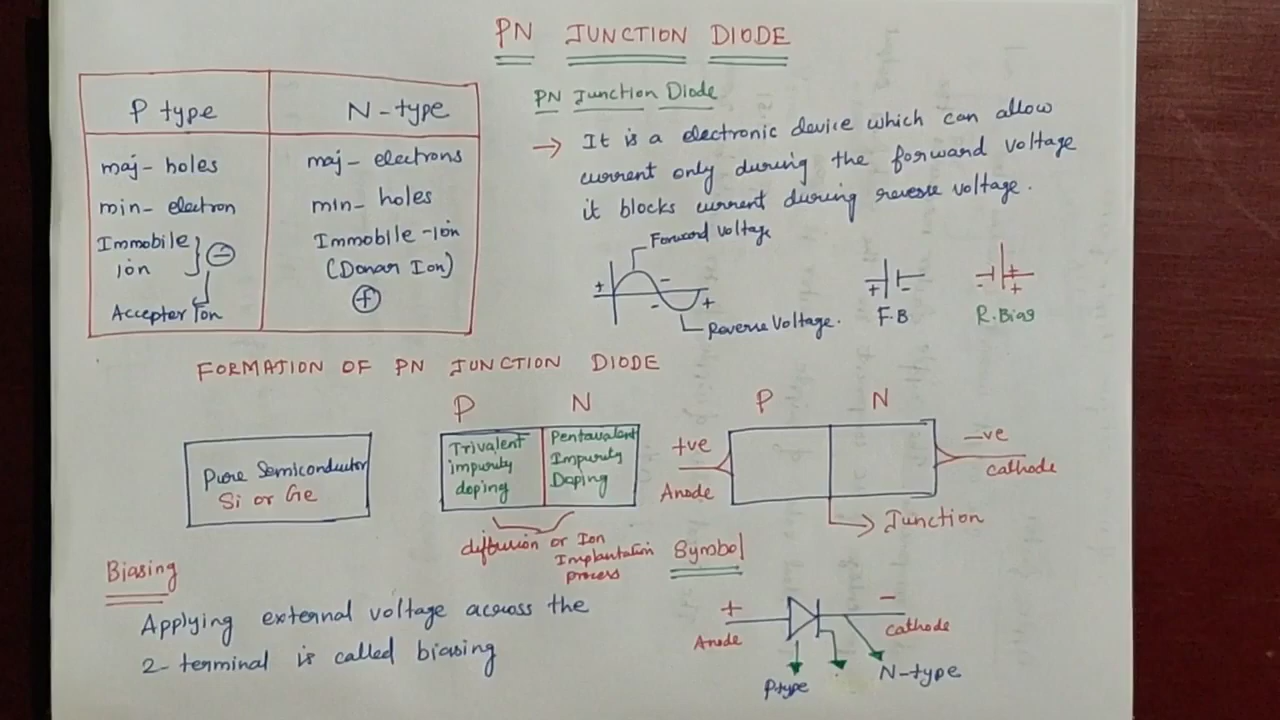 PN JUNCTION DIODE
P type
N-type
maj- holes
maj- electrons
min- electron
min- holes
Immobile ion
⊖
Immobile -ion
(Donar Ion)
⊕
Accepter Ion
PN Junction Diode
→ It is a electronic device which can allow
current only during the forward voltage
it blocks current during reverse voltage.
Forward voltage
+
-
-
+
Reverse Voltage.
+
-
F.B
-
+
+
R.Bias
FORMATION OF PN JUNCTION DIODE
Pure Semiconductor
Si or Ge
P
N
Trivalent
impurity
doping
Pentavalent
Impurity
Doping
diffusion or Ion
Implantation
process
P
N
+ve
Anode
-ve
cathode
Junction
Biasing
Applying external voltage across the
2- terminal is called biasing
Symbol
+
Anode
-
cathode
Ptype
N-type